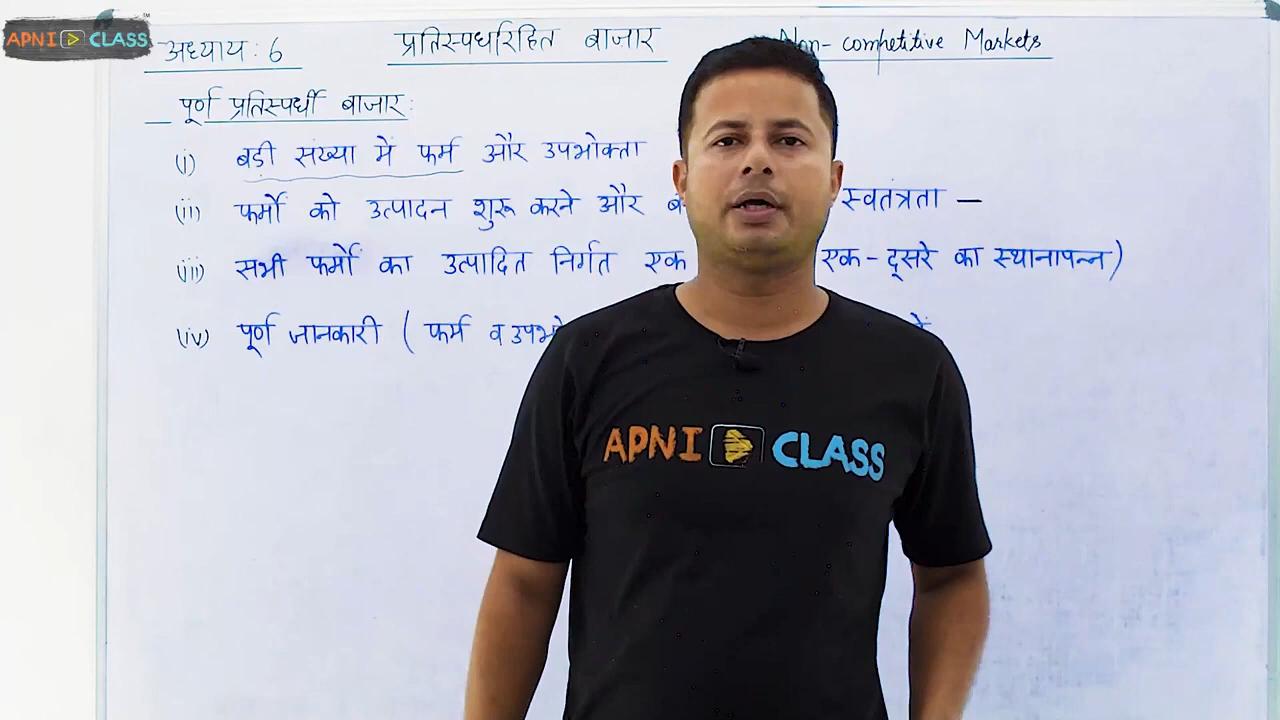 APNI CLASS
अध्याय : 6 प्रतिस्पर्धारहित बाजार Non-competitive Markets
पूर्ण प्रतिस्पर्धी बाजार :
(i) बड़ी संख्या में फर्म और उपभोक्ता
(ii) फर्मों को उत्पादन शुरू करने और स्वतंत्रता —
(iii) सभी फर्मों का उत्पादित निर्गत एक एक-दूसरे का स्थानापन्न)
(iv) पूर्ण जानकारी ( फर्म व
APNI CLASS